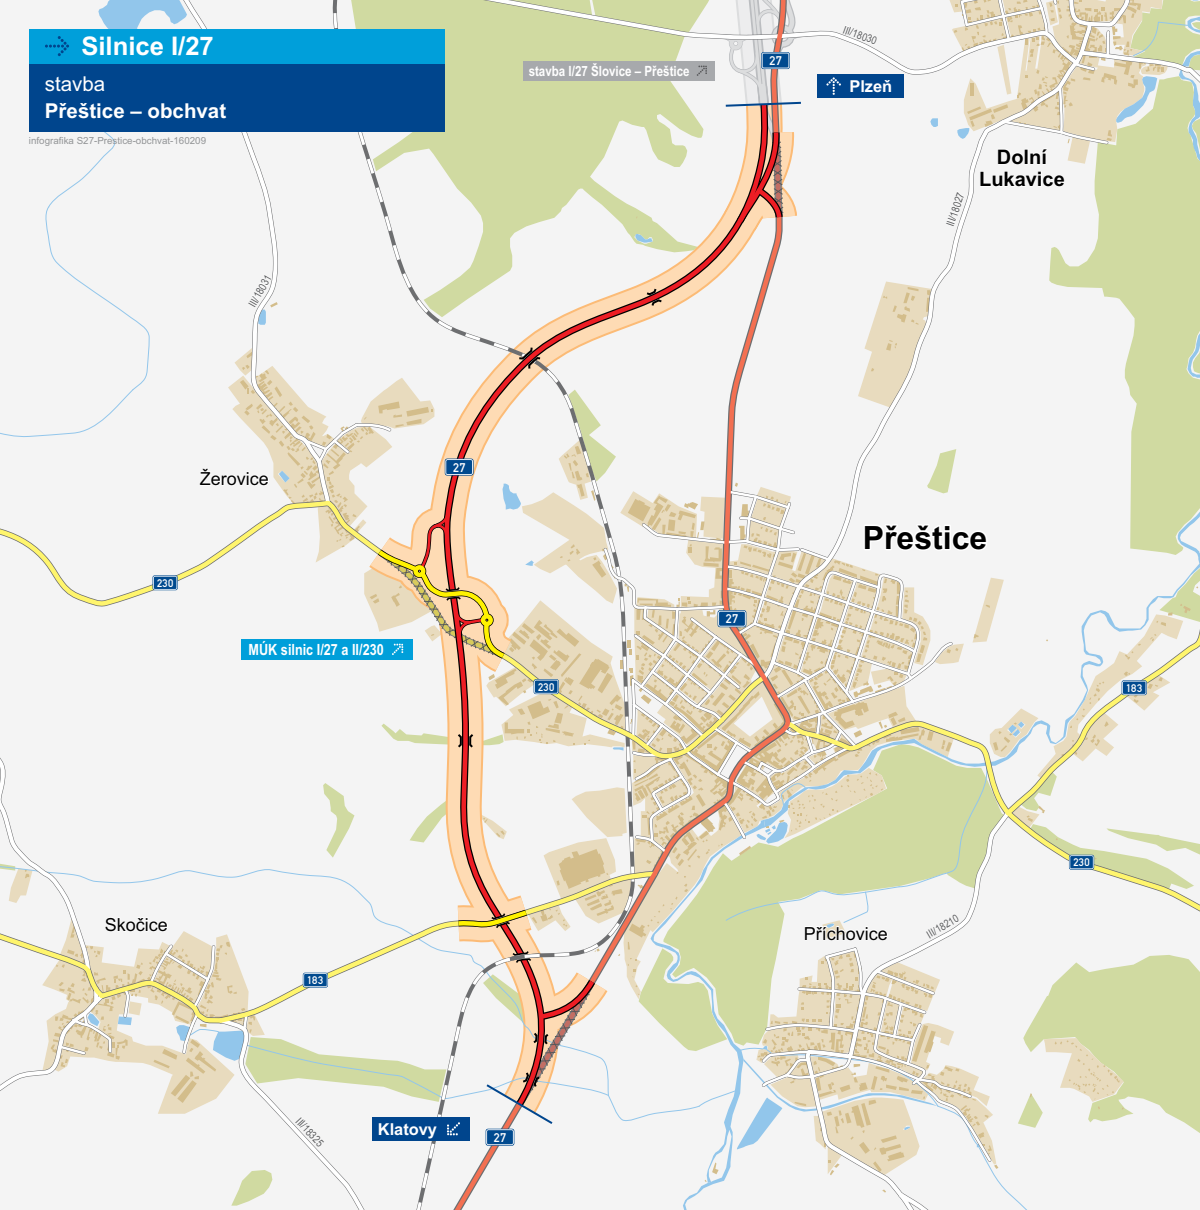 Silnice I/27
stavba
Přeštice – obchvat
infografika S27-Prestice-obchvat-160209
stavba I/27 Šlovice – Přeštice
27
Plzeň
III/18030
Dolní
Lukavice
III/18027
III/18031
27
Žerovice
Přeštice
230
27
MÚK silnic I/27 a II/230
230
183
230
Skočice
Příchovice
III/18210
183
Klatovy
27
III/18325